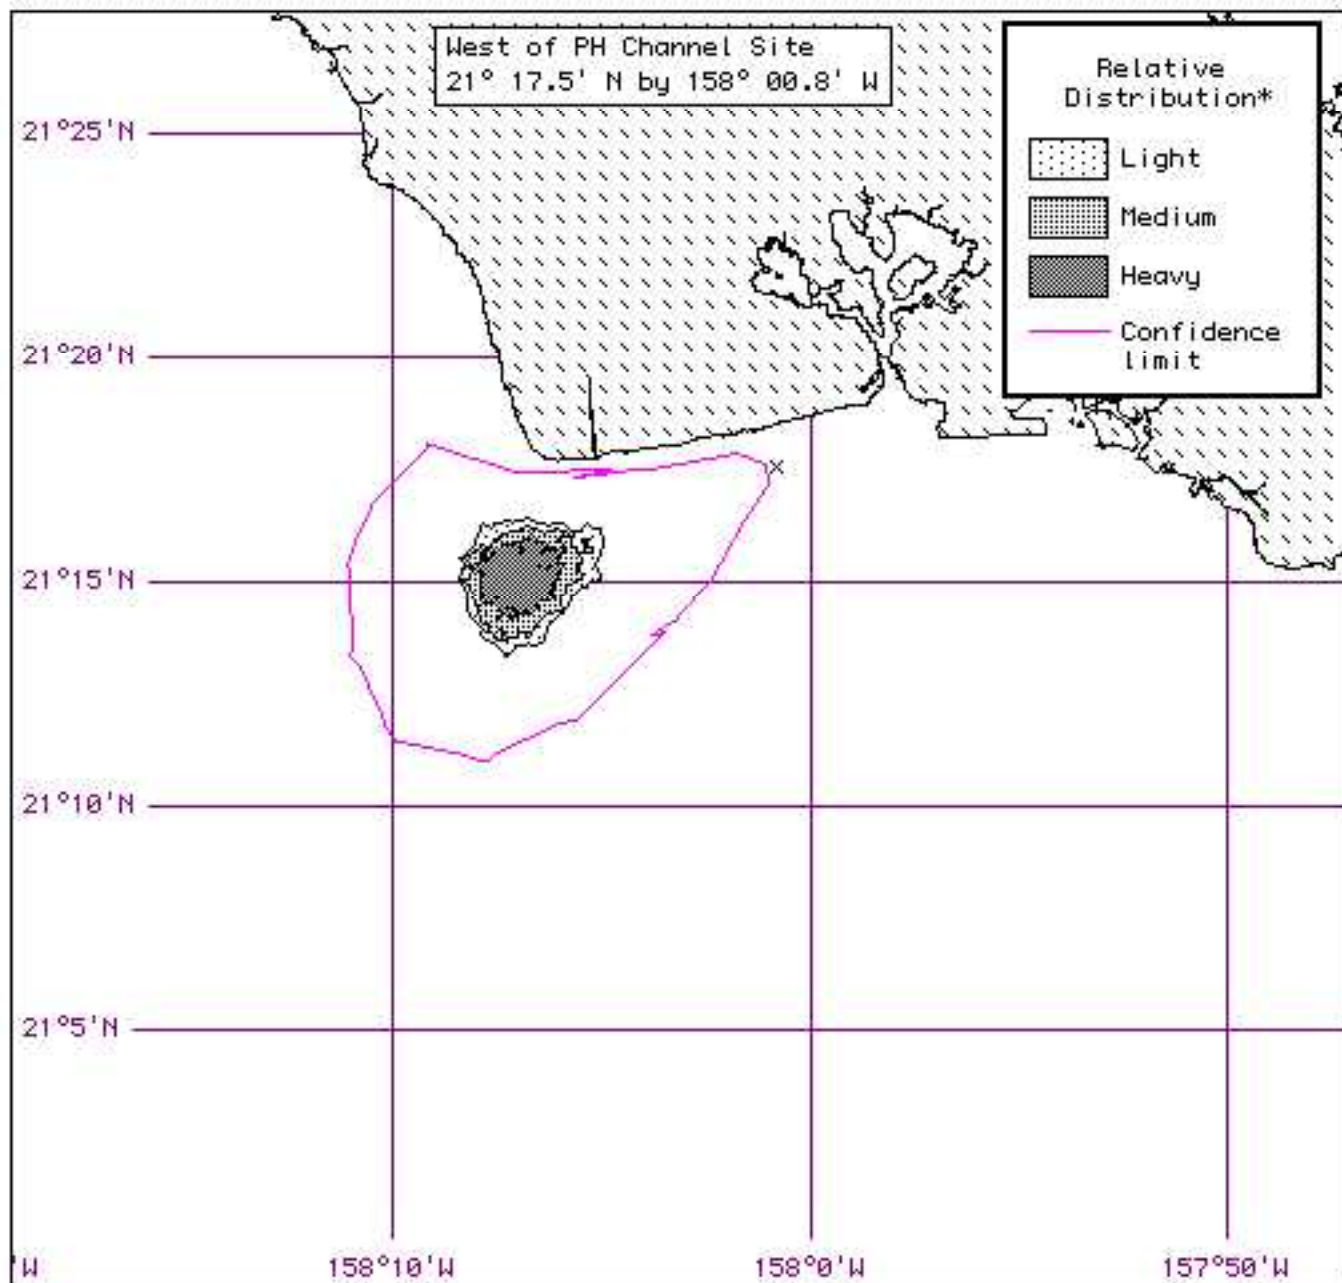 West of PH Channel Site
21° 17.5' N by 158° 00.8' W
Relative
Distribution*
Light
Medium
Heavy
Confidence
limit
21°25'N
21°20'N
21°15'N
21°10'N
21°5'N
'W
158°10'W
158°0'W
157°50'W